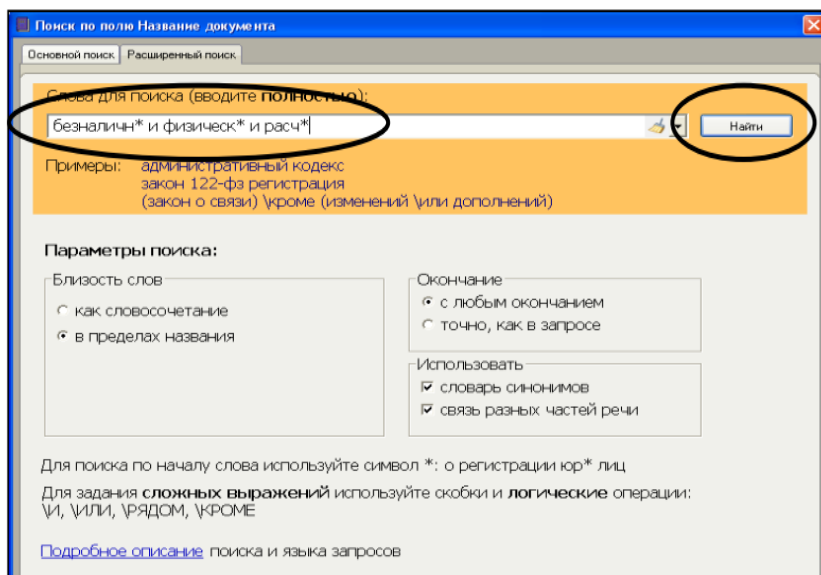 Поиск по полю Название документа
Основной поиск Расширенный поиск
Слова для поиска (вводите полностью):
безналичн* и физическ* и расч*
Найти
Примеры: административный кодекс
закон 122-фз регистрация
(закон о связи) \кроме (изменений \или дополнений)
Параметры поиска:
Близость слов
как словосочетание
в пределах названия
Окончание
с любым окончанием
точно, как в запросе
Использовать
словарь синонимов
связь разных частей речи
Для поиска по началу слова используйте символ *: о регистрации юр* лиц
Для задания сложных выражений используйте скобки и логические операции:
\И, \ИЛИ, \РЯДОМ, \КРОМЕ
Подробное описание поиска и языка запросов